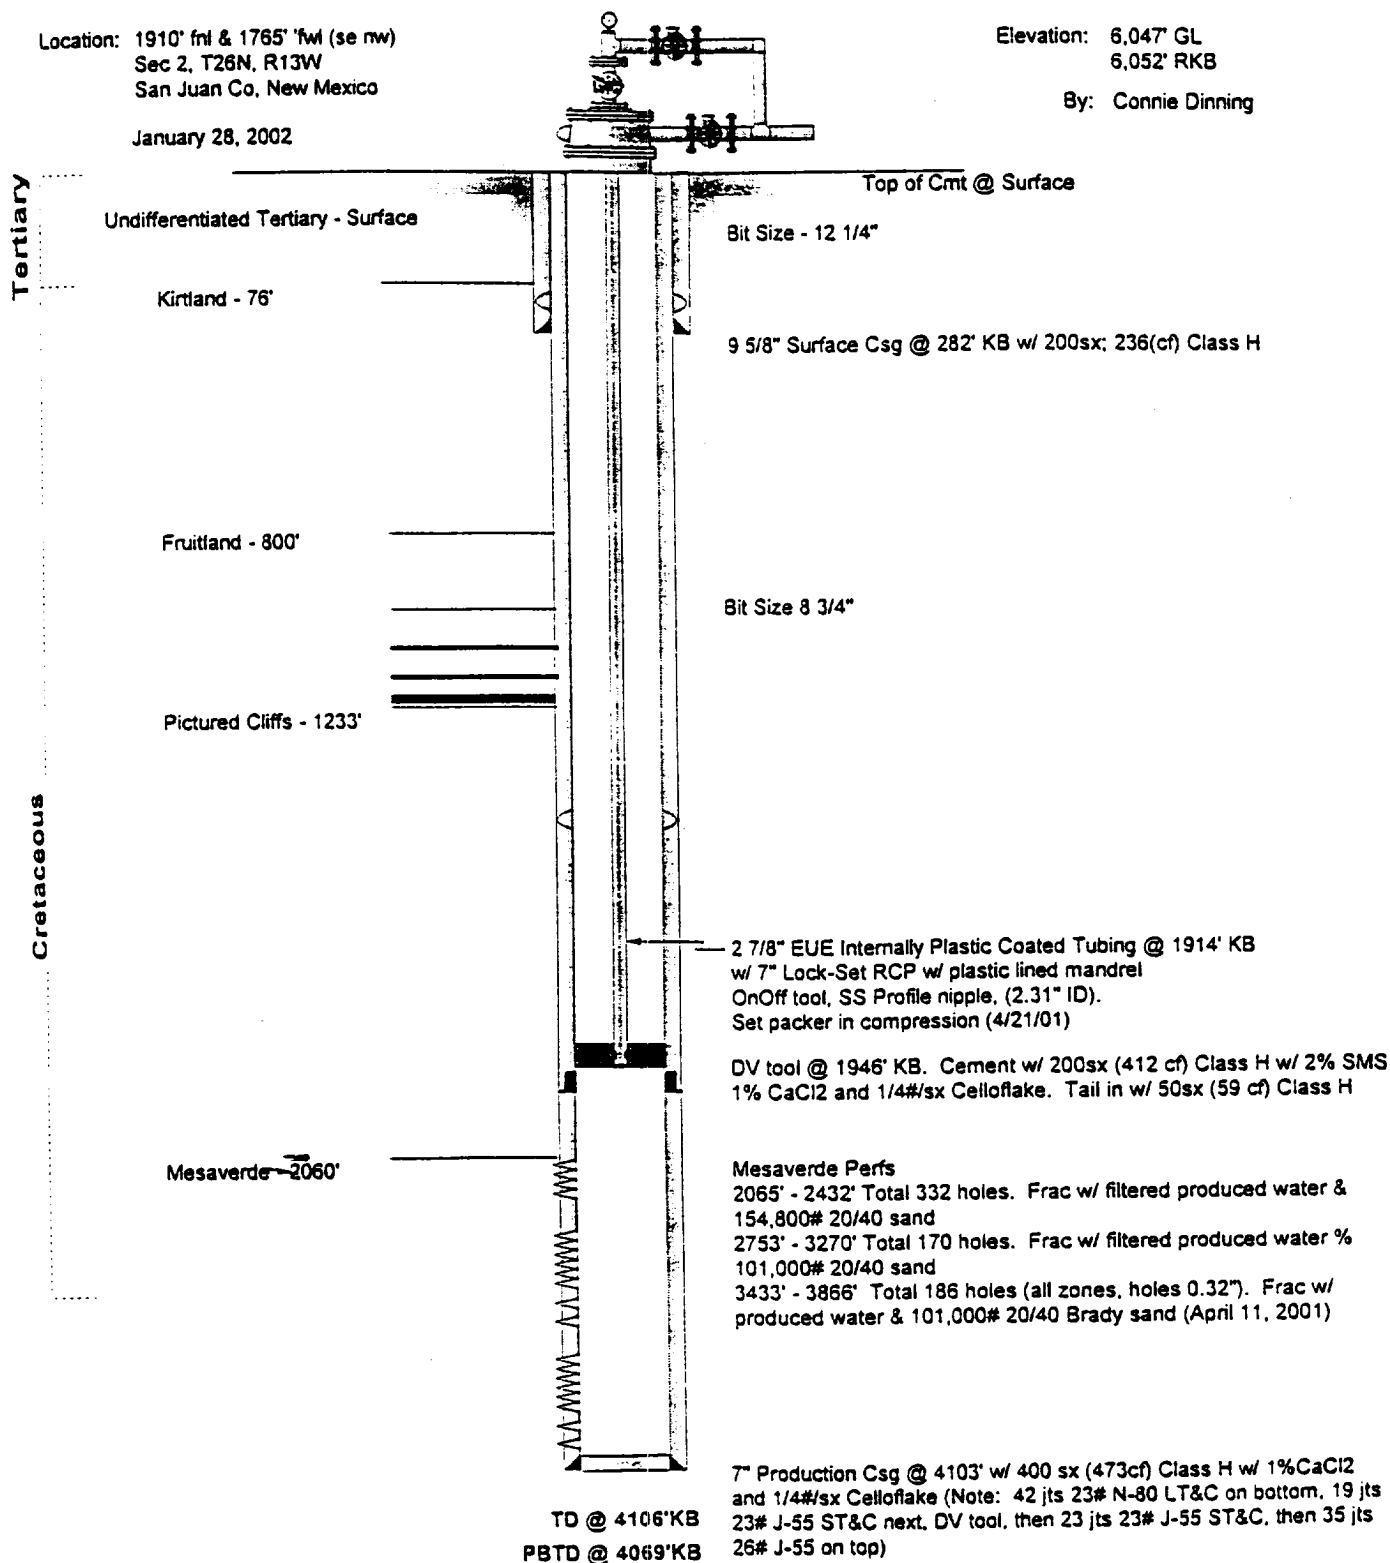 Location: 1910' fnl & 1765' 'fwl (se nw)
Sec 2, T26N, R13W
San Juan Co, New Mexico
January 28, 2002
Elevation: 6,047' GL
6,052' RKB
By: Connie Dinning
Top of Cmt @ Surface
Tertiary
Undifferentiated Tertiary - Surface
Bit Size - 12 1/4"
Kirtland - 76'
9 5/8" Surface Csg @ 282' KB w/ 200sx; 236(cf) Class H
Fruitland - 800'
Bit Size 8 3/4"
Pictured Cliffs - 1233'
Cretaceous
2 7/8" EUE Internally Plastic Coated Tubing @ 1914' KB
w/ 7" Lock-Set RCP w/ plastic lined mandrel
OnOff tool, SS Profile nipple, (2.31" ID).
Set packer in compression (4/21/01)
DV tool @ 1946' KB. Cement w/ 200sx (412 cf) Class H w/ 2% SMS
1% CaCl2 and 1/4#/sx Celloflake. Tail in w/ 50sx (59 cf) Class H
Mesaverde - 2060'
Mesaverde Perfs
2065' - 2432' Total 332 holes. Frac w/ filtered produced water &
154,800# 20/40 sand
2753' - 3270' Total 170 holes. Frac w/ filtered produced water %
101,000# 20/40 sand
3433' - 3866' Total 186 holes (all zones, holes 0.32"). Frac w/
produced water & 101,000# 20/40 Brady sand (April 11, 2001)
7" Production Csg @ 4103' w/ 400 sx (473cf) Class H w/ 1%CaCl2
and 1/4#/sx Celloflake (Note: 42 jts 23# N-80 LT&C on bottom, 19 jts
23# J-55 ST&C next, DV tool, then 23 jts 23# J-55 ST&C, then 35 jts
26# J-55 on top)
TD @ 4106'KB
PBTD @ 4069'KB